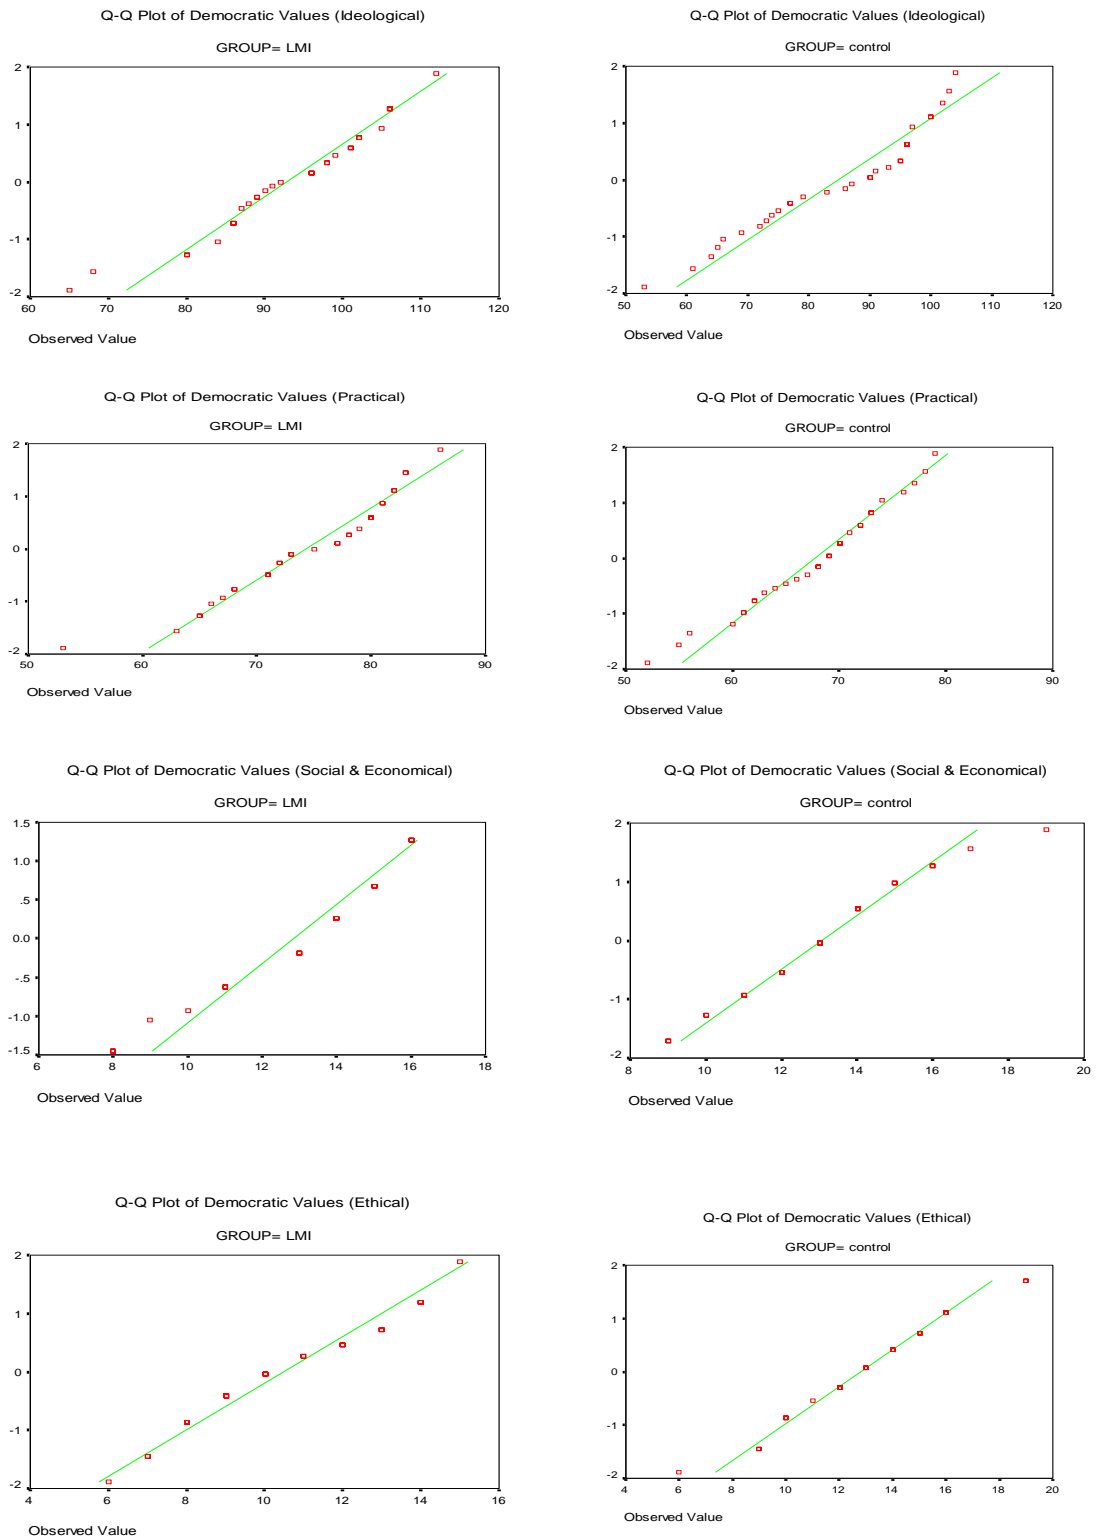 Q-Q Plot of Democratic Values (Ideological)
GROUP= LMI
2
1
0
-1
-2
60 70 80 90 100 110 120
Observed Value
Q-Q Plot of Democratic Values (Ideological)
GROUP= control
2
1
0
-1
-2
50 60 70 80 90 100 110 120
Observed Value
Q-Q Plot of Democratic Values (Practical)
GROUP= LMI
2
1
0
-1
-2
50 60 70 80 90
Observed Value
Q-Q Plot of Democratic Values (Practical)
GROUP= control
2
1
0
-1
-2
50 60 70 80 90
Observed Value
Q-Q Plot of Democratic Values (Social & Economical)
GROUP= LMI
1.5
1.0
.5
0.0
-.5
-1.0
-1.5
6 8 10 12 14 16 18
Observed Value
Q-Q Plot of Democratic Values (Social & Economical)
GROUP= control
2
1
0
-1
-2
8 10 12 14 16 18 20
Observed Value
Q-Q Plot of Democratic Values (Ethical)
GROUP= LMI
2
1
0
-1
-2
4 6 8 10 12 14 16
Observed Value
Q-Q Plot of Democratic Values (Ethical)
GROUP= control
2
1
0
-1
-2
4 6 8 10 12 14 16 18 20
Observed Value